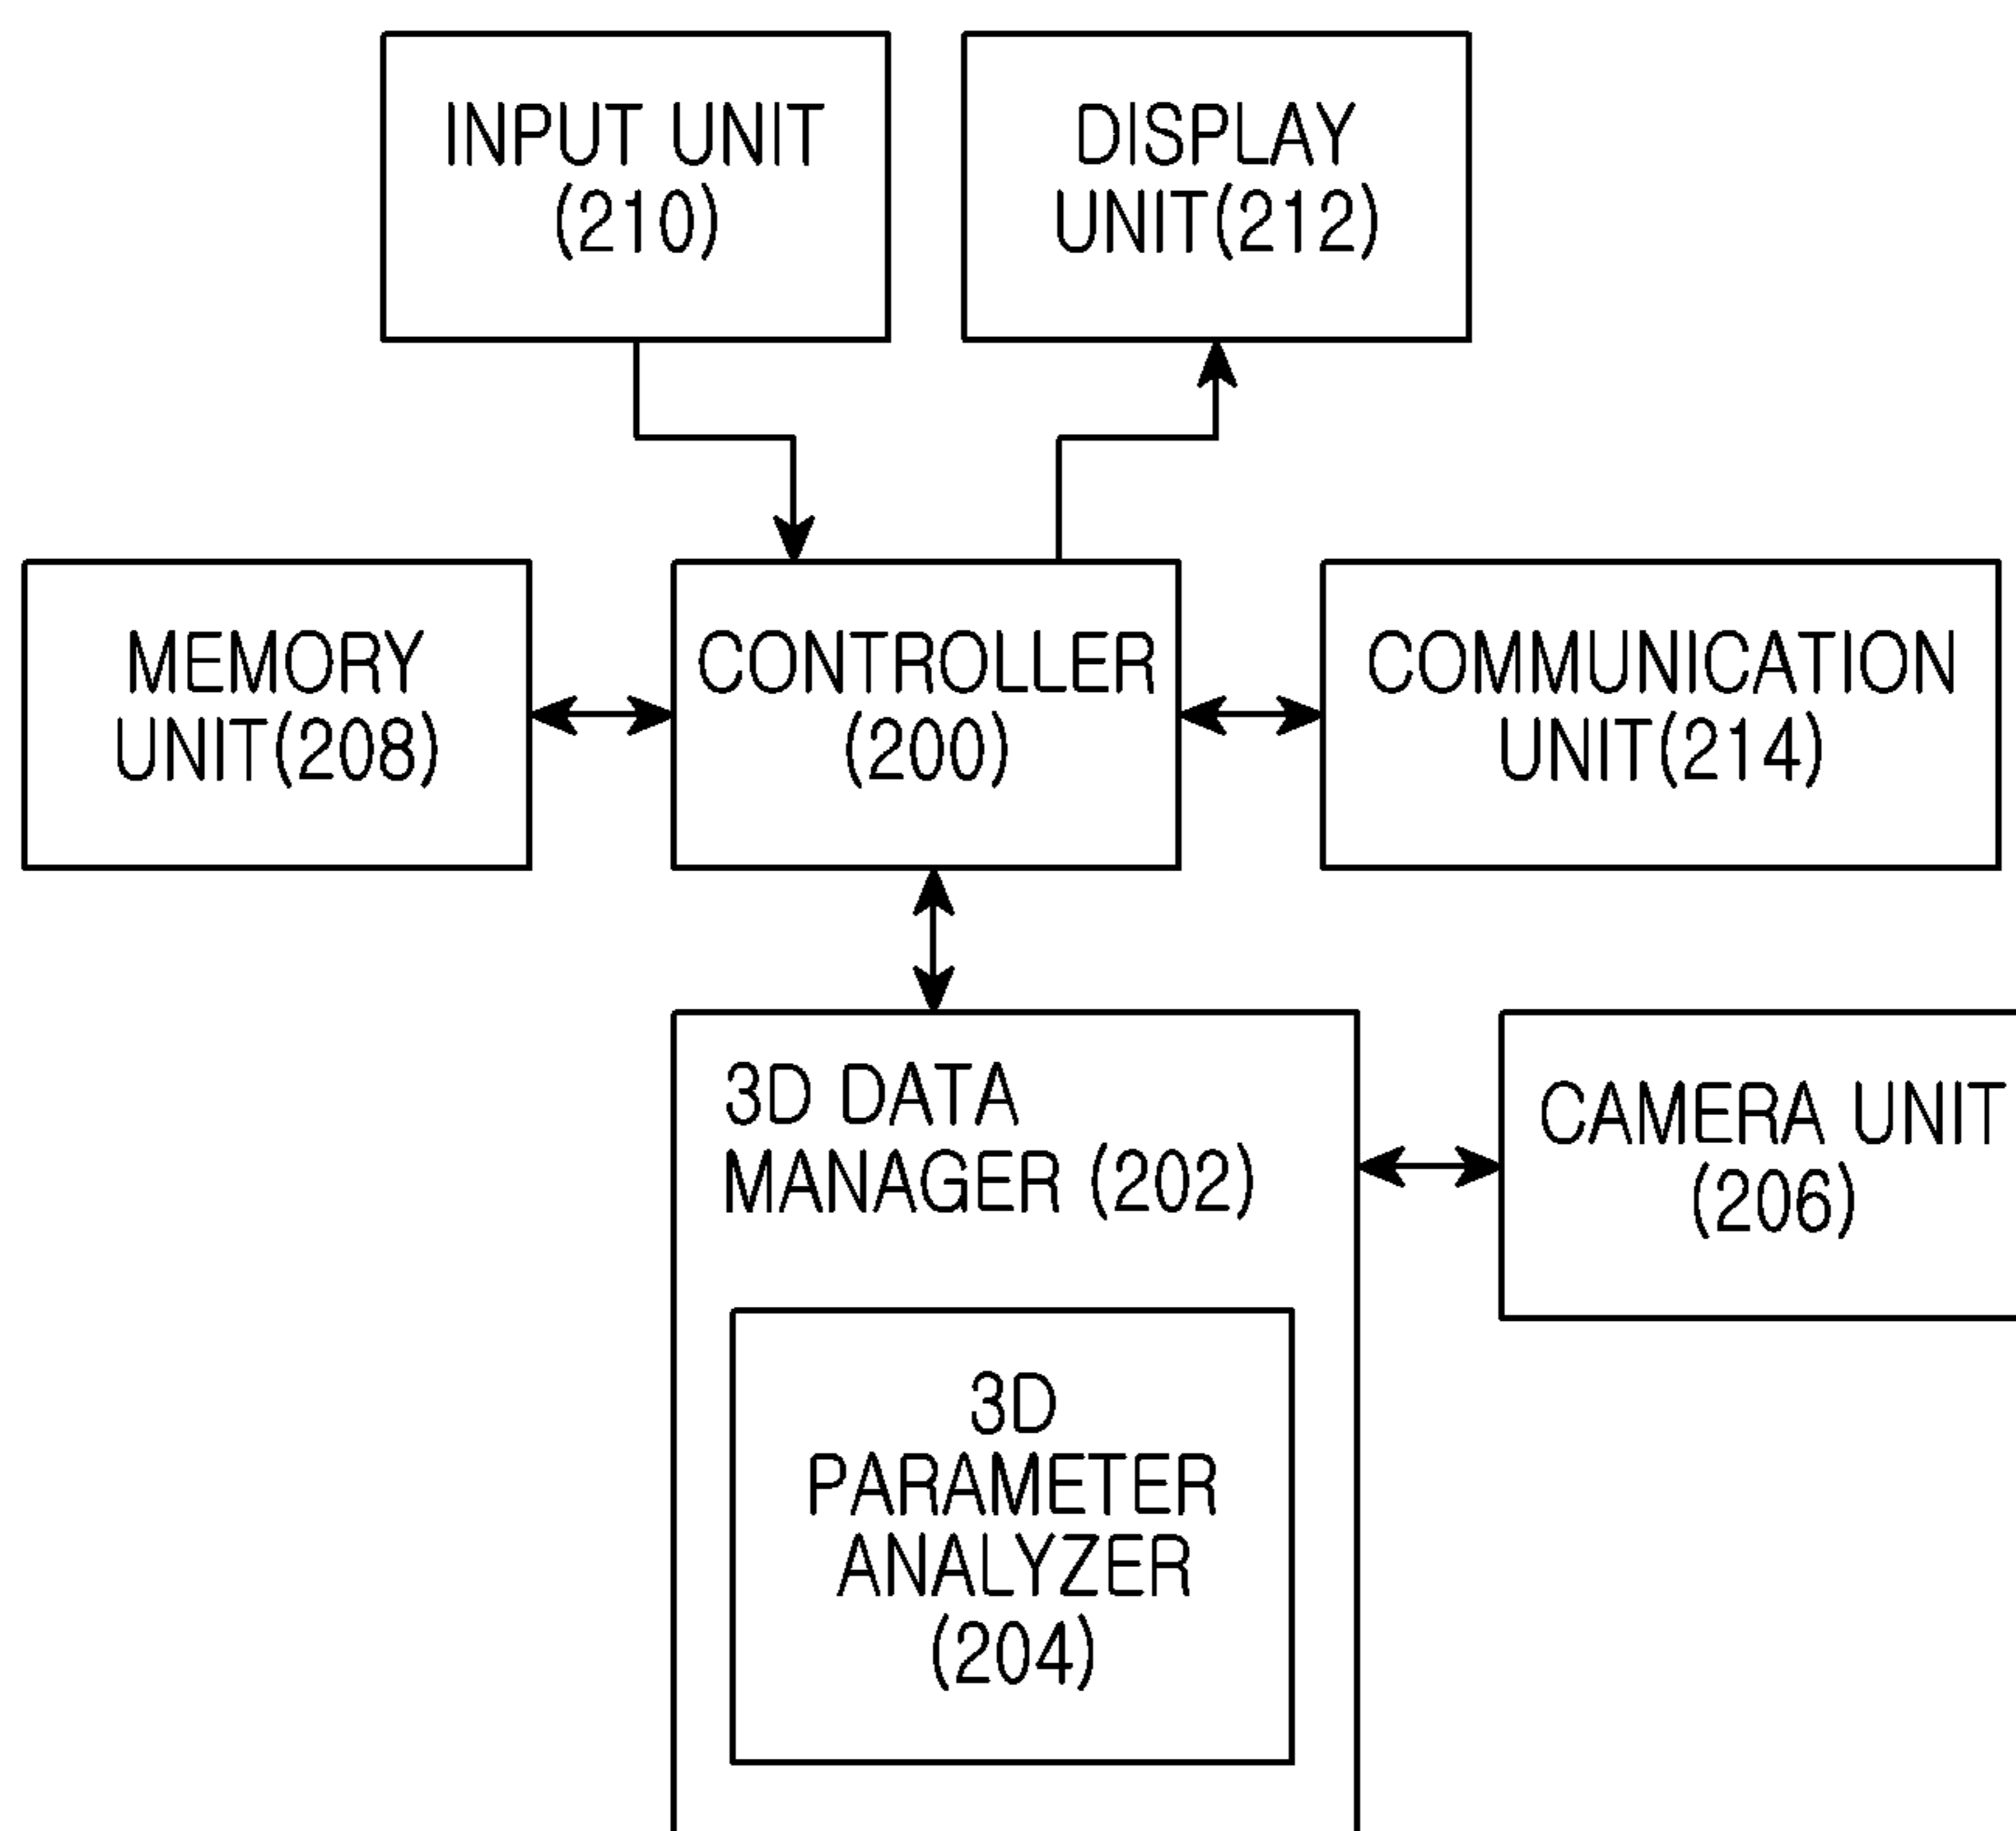 INPUT UNIT
(210)
DISPLAY
UNIT(212)
MEMORY
UNIT(208)
CONTROLLER
(200)
COMMUNICATION
UNIT(214)
3D DATA
MANAGER (202)
CAMERA UNIT
(206)
3D
PARAMETER
ANALYZER
(204)